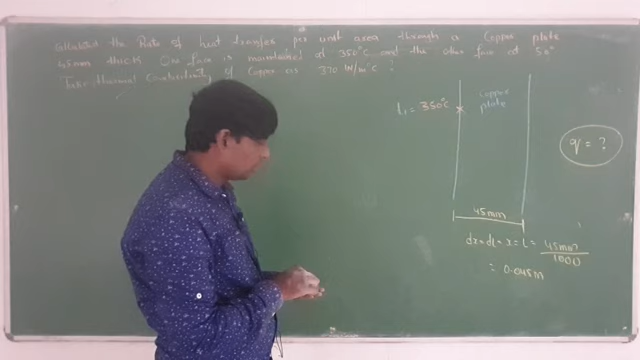 Calculated the Rate of heat transfer per unit area through a Copper plate
45mm thick One face is maintained at 350°C and the other face at 50°
Take thermal Conductivity of Copper as 370 W/m°C ?
t₁ = 350°C
Copper
plate
q = ?
45mm
dx = dL = x = L = 45mm
1000
= 0.045m